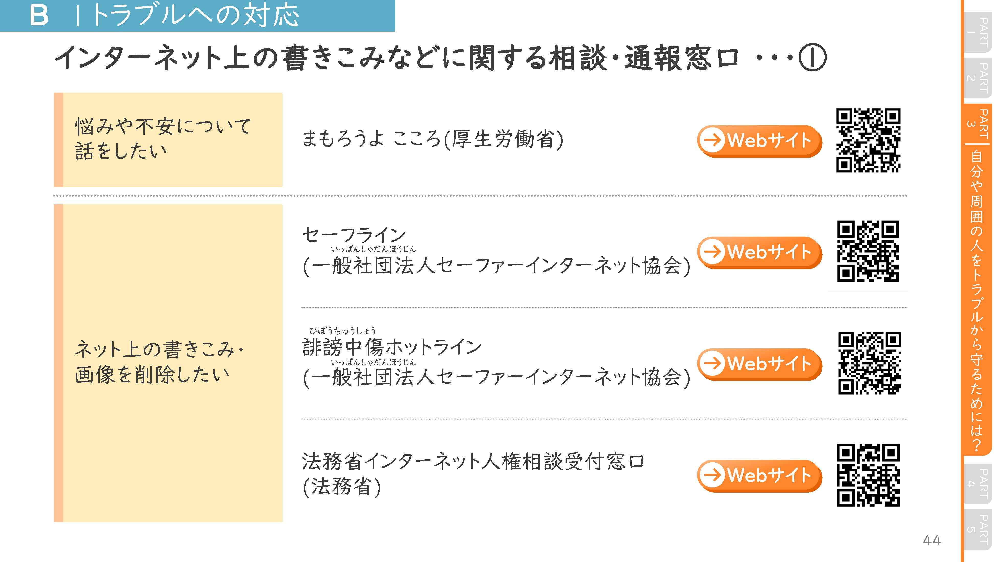 B | トラブルへの対応
インターネット上の書きこみなどに関する相談・通報窓口 ・・・①
悩みや不安について
話をしたい
まもろうよ こころ(厚生労働省)
Webサイト
ネット上の書きこみ・
画像を削除したい
セーフライン
いっぱんしゃだんほうじん
(一般社団法人セーファーインターネット協会)
Webサイト
ひぼうちゅうしょう
誹謗中傷ホットライン
いっぱんしゃだんほうじん
(一般社団法人セーファーインターネット協会)
Webサイト
法務省インターネット人権相談受付窓口
(法務省)
Webサイト
44
PART 1
PART 2
PART 3
自分や周囲の人をトラブルから守るためには?
PART 4
PART 5